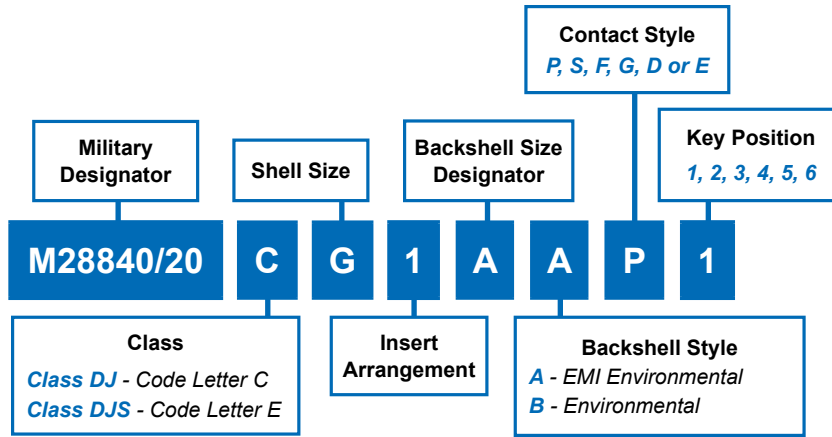 Contact Style
P, S, F, G, D or E
Military
Designator
Shell Size
Backshell Size
Designator
Key Position
1, 2, 3, 4, 5, 6
M28840/20 C G 1 A A P 1
Class
Class DJ - Code Letter C
Class DJS - Code Letter E
Insert
Arrangement
Backshell Style
A - EMI Environmental
B - Environmental